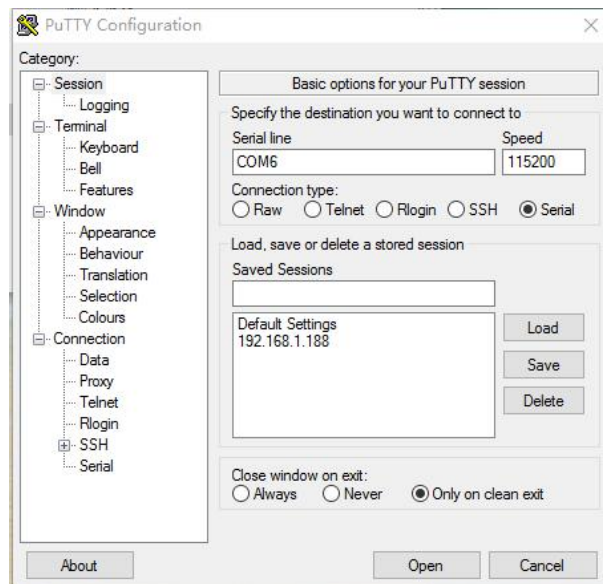 PuTTY Configuration
Category:
Session
Logging
Terminal
Keyboard
Bell
Features
Window
Appearance
Behaviour
Translation
Selection
Colours
Connection
Data
Proxy
Telnet
Rlogin
SSH
Serial
Basic options for your PuTTY session
Specify the destination you want to connect to
Serial line Speed
COM6 115200
Connection type:
Raw Telnet Rlogin SSH Serial
Load, save or delete a stored session
Saved Sessions
Default Settings
192.168.1.188
Load
Save
Delete
Close window on exit:
Always Never Only on clean exit
About Open Cancel